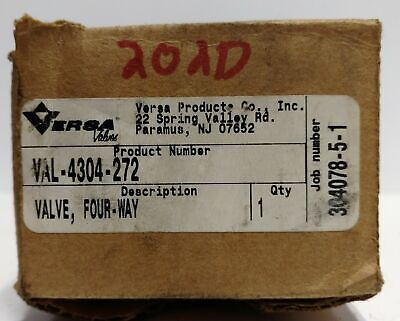 202D
VERSA
Valves
Versa Products Co., Inc.
22 Spring Valley Rd.
Paramus, NJ 07652
Product Number
VAL-4304-272
Description
Qty
VALVE, FOUR-WAY
1
Job number
304078-5-1